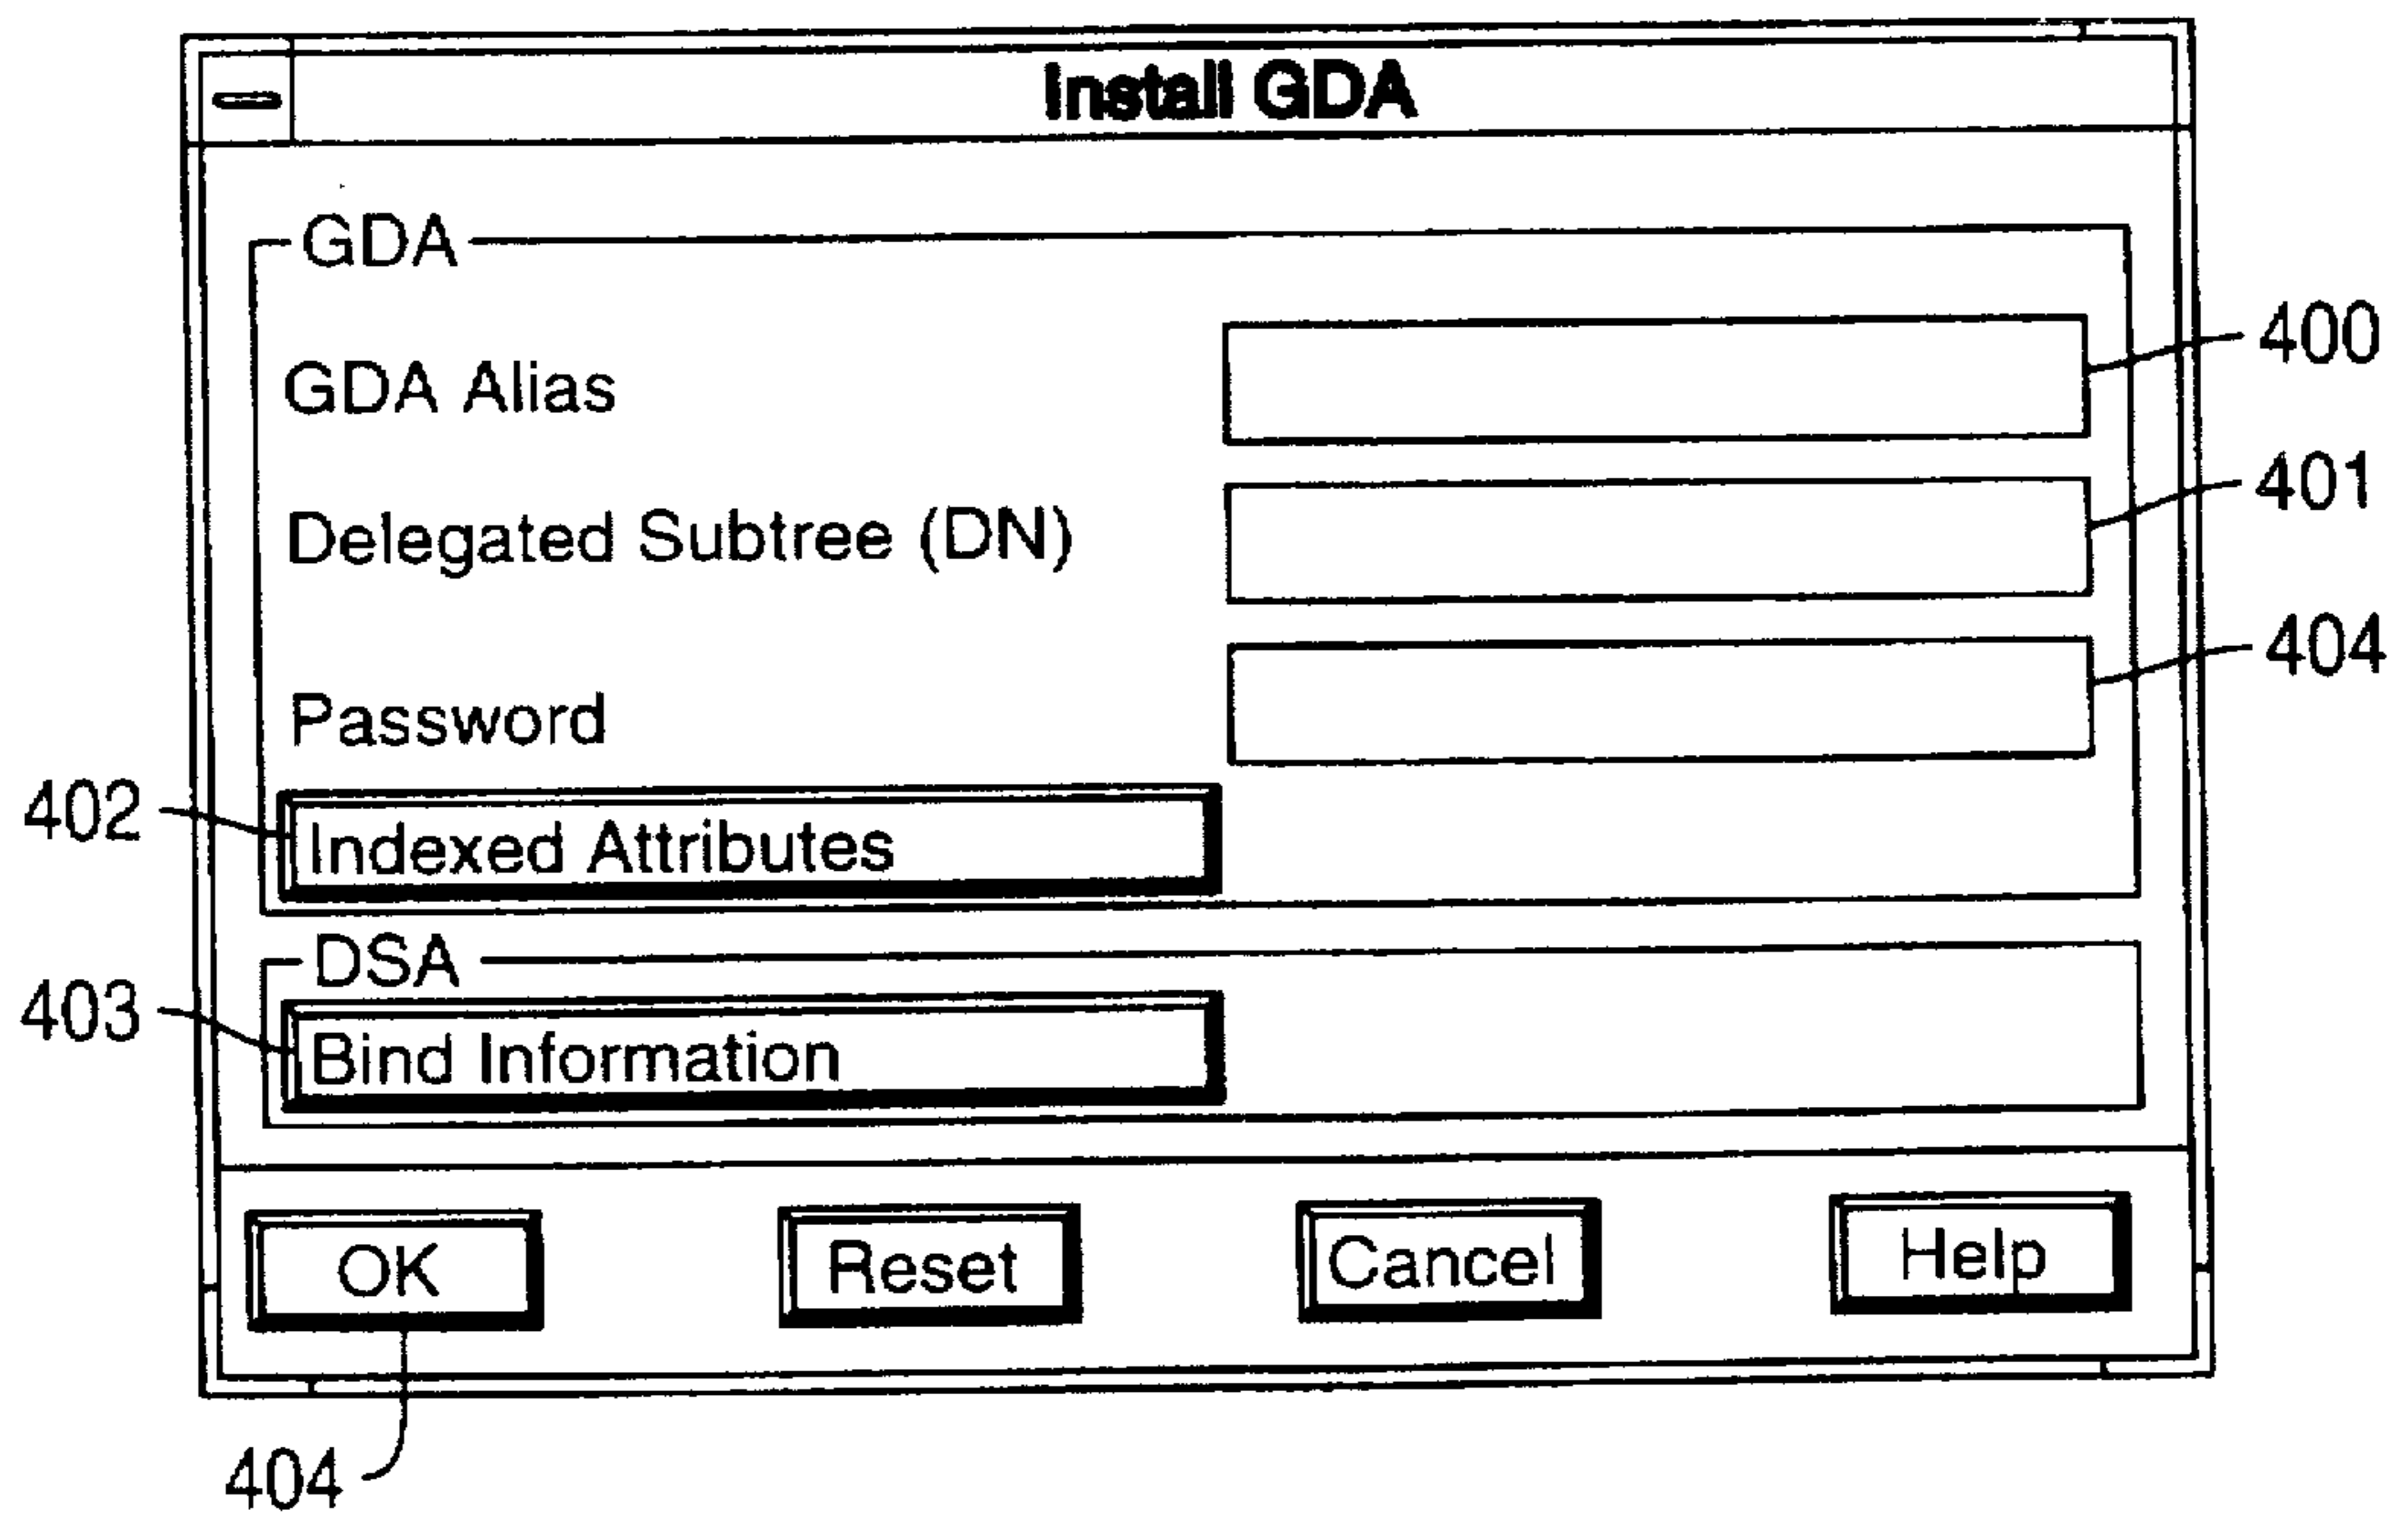 Install GDA
GDA
400
GDA Alias
401
Delegated Subtree (DN)
404
Password
402
Indexed Attributes
DSA
403
Bind Information
OK Reset Cancel Help
404